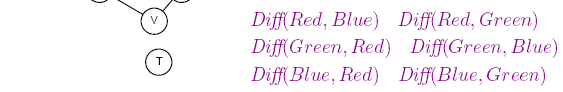 V
T
Diff(Red, Blue) Diff(Red, Green)
Diff(Green, Red) Diff(Green, Blue)
Diff(Blue, Red) Diff(Blue, Green)